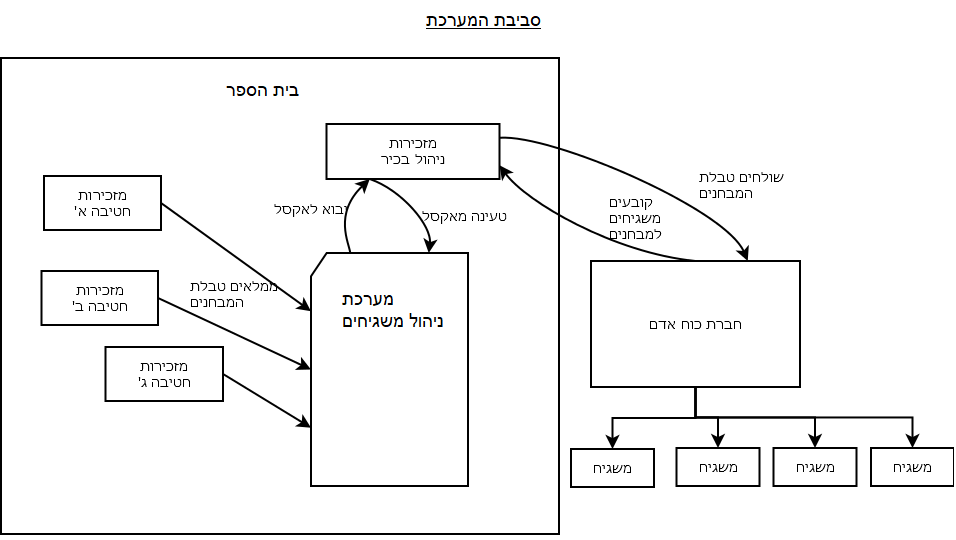 סביבת המערכת
בית הספר
מזכירות
ניהול בכיר
מזכירות
חטיבה א'
מזכירות
חטיבה ב'
מזכירות
חטיבה ג'
יבוא לאקסל
טעינה מאקסל
ממלאים טבלת
המבחנים
מערכת
ניהול משגיחים
שולחים טבלת
המבחנים
קובעים
משגיחים
למבחנים
חברת כוח אדם
משגיח
משגיח
משגיח
משגיח